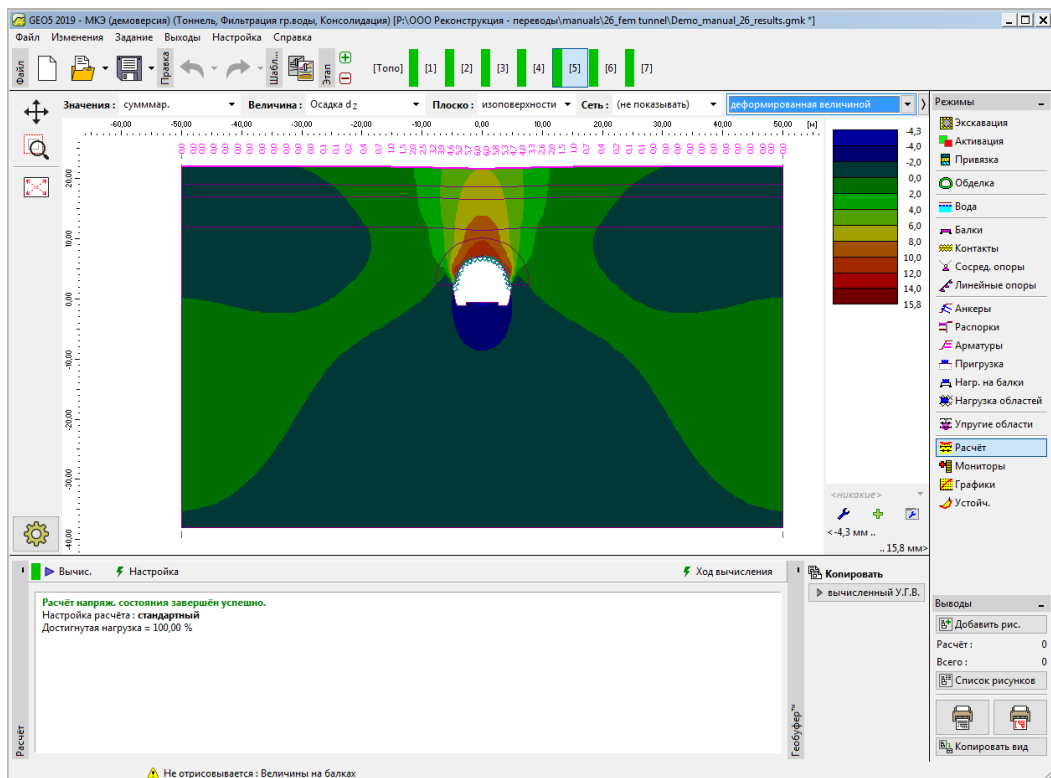 GEO5 2019 - МКЭ (демоверсия) (Тоннель, Фильтрация гр.воды, Консолидация) [P:\ООО Реконструкция - переводы\manuals\26_fem tunnel\Demo_manual_26_results.gmk *]
Файл Изменения Задание Выходы Настройка Справка
Файл Правка Шабл... Этап [Топо] [1] [2] [3] [4] [5] [6] [7]
Значения : сумммар. Величина : Осадка d z Плоско : изоповерхности Сеть : (не показывать) деформированная величиной
-60,00 -50,00 -40,00 -30,00 -20,00 -10,00 0,00 10,00 20,00 30,00 40,00 50,00 [м]
20,00
10,00
0,00
-10,00
-20,00
-30,00
-40,00
-4,3
-4,0
-2,0
0,0
2,0
4,0
6,0
8,0
10,0
12,0
14,0
15,8
<никакие>
<-4,3 мм ..
.. 15,8 мм>
Режимы
Экскавация
Активация
Привязка
Обделка
Вода
Балки
Контакты
Сосред. опоры
Линейные опоры
Анкеры
Распорки
Арматуры
Пригрузка
Нагр. на балки
Нагрузка областей
Упругие области
Расчёт
Мониторы
Графики
Устойч.
Вычис. Настройка Ход вычисления
Расчёт напряж. состояния завершён успешно.
Настройка расчёта : стандартный
Достигнутая нагрузка = 100,00 %
Расчёт
Геобуфер™
Копировать
вычисленный У.Г.В.
Выводы
Добавить рис.
Расчёт : 0
Всего : 0
Список рисунков
Копировать вид
Не отрисовывается : Величины на балках